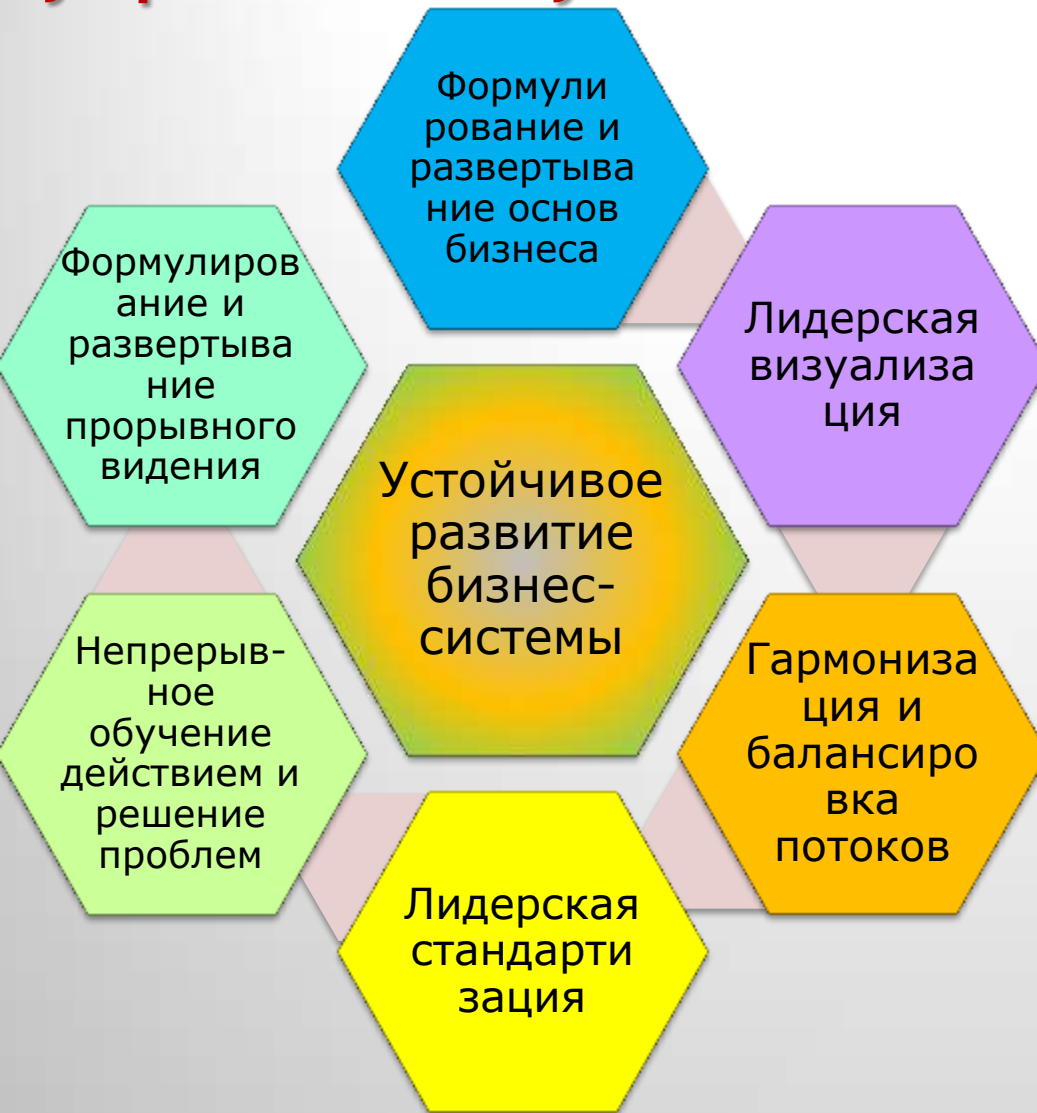 Формули
рование и
развертыва
ние основ
бизнеса
Лидерская
визуализа
ция
Гармониза
ция и
балансиро
вка
потоков
Лидерская
стандарти
зация
Непрерыв-
ное
обучение
действием и
решение
проблем
Формулиров
ание и
развертыва
ние
прорывного
видения
Устойчивое
развитие
бизнес-
системы